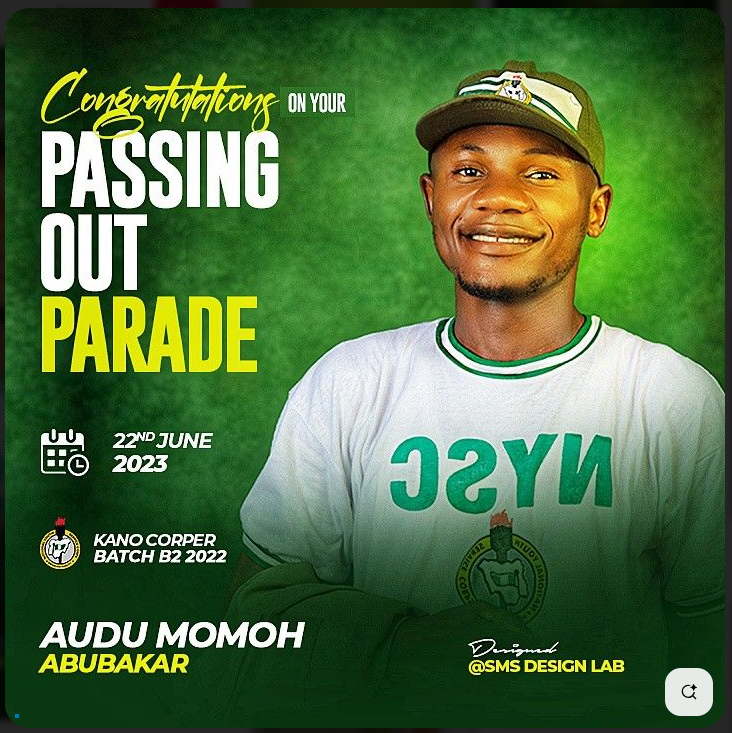 Congratulations ON YOUR
PASSING
OUT
PARADE
22ND JUNE
2023
KANO CORPER
BATCH B2 2022
AUDU MOMOH
ABUBAKAR
NYSC
Designed
@SMS DESIGN LAB